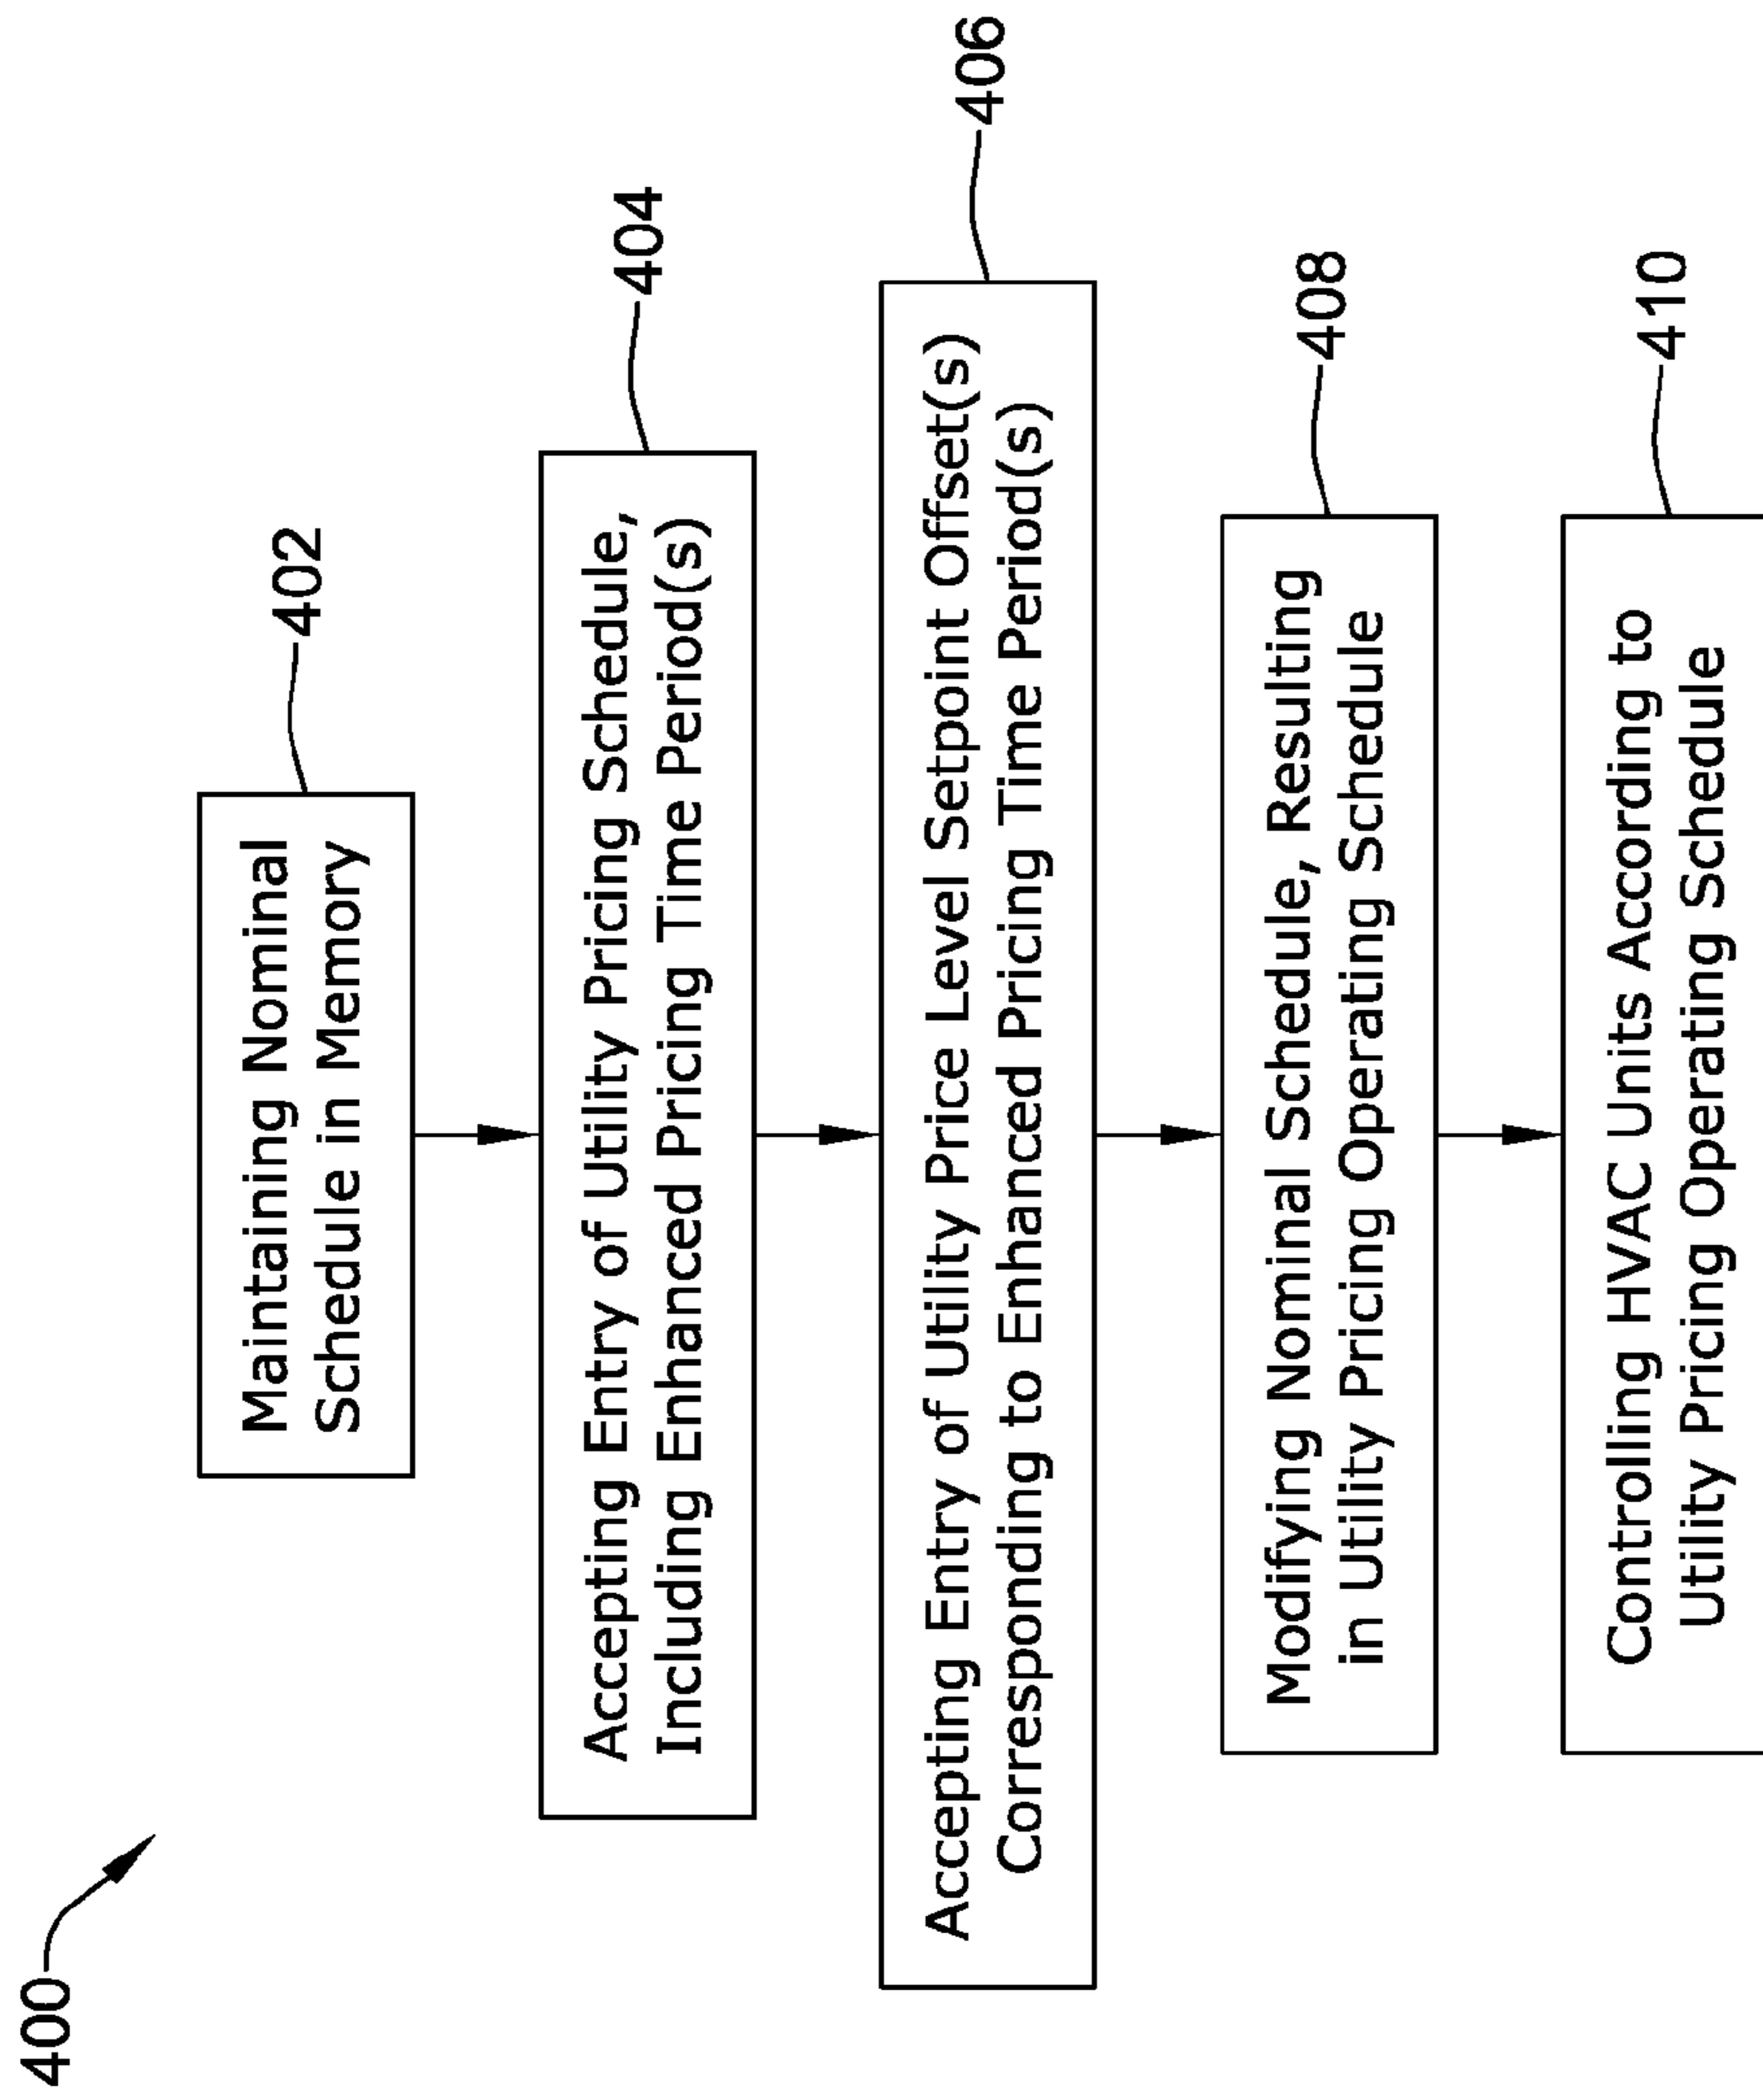 400
Maintaining Nominal
Schedule in Memory
402
Accepting Entry of Utility Pricing Schedule,
Including Enhanced Pricing Time Period(s)
404
Accepting Entry of Utility Price Level Setpoint Offset(s)
Corresponding to Enhanced Pricing Time Period(s)
406
Modifying Nominal Schedule, Resulting
in Utility Pricing Operating Schedule
408
Controlling HVAC Units According to
Utility Pricing Operating Schedule
410